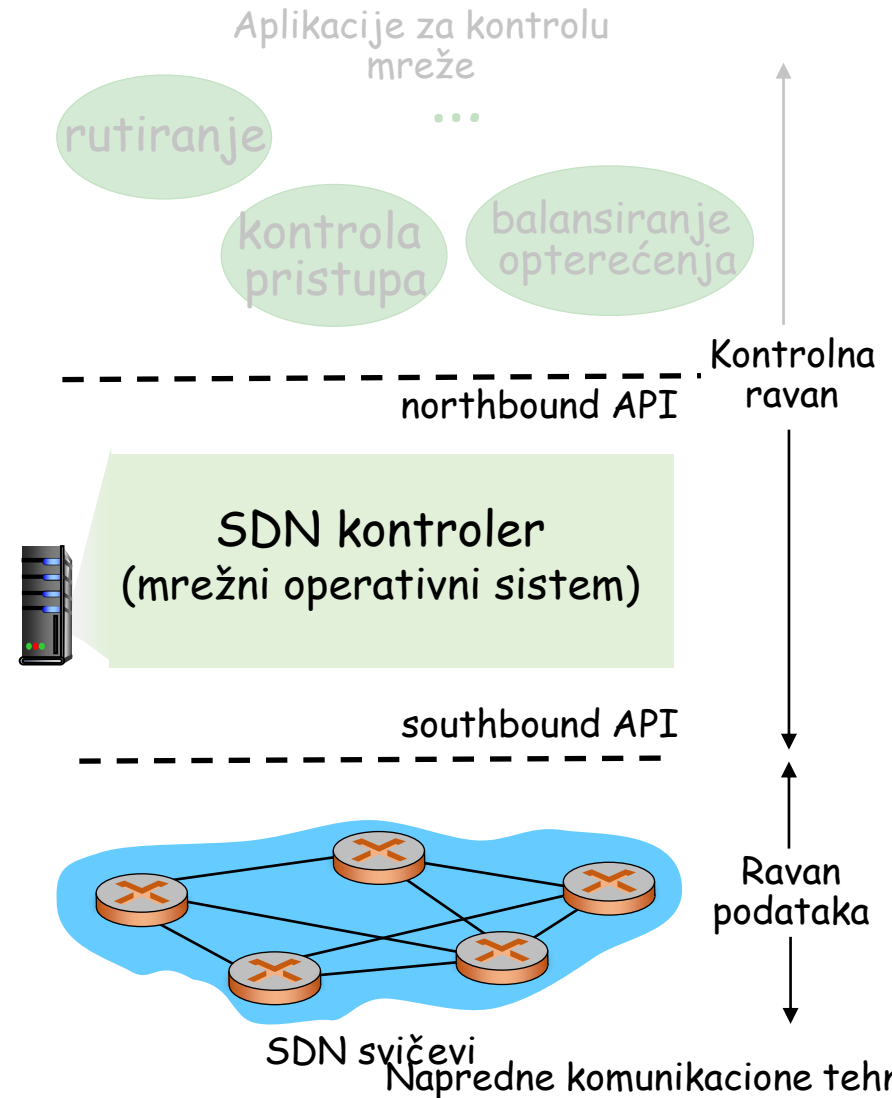 Aplikacije za kontrolu
mreže
...
rutiranje
kontrola
pristupa
balansiranje
opterećenja
Kontrolna
ravan
northbound API
SDN kontroler
(mrežni operativni sistem)
southbound API
Ravan
podataka
SDN svičevi
Napredne komunikacione